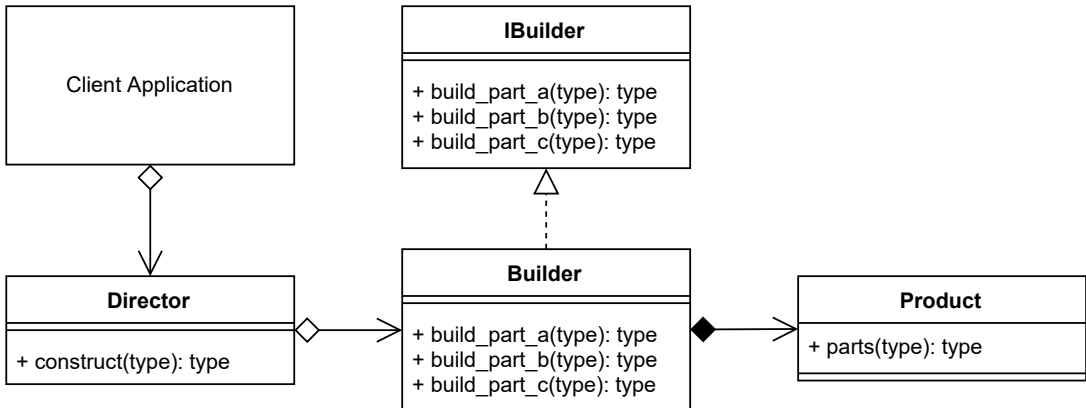 Client Application
IBuilder
+ build_part_a(type): type
+ build_part_b(type): type
+ build_part_c(type): type
Director
+ construct(type): type
Builder
+ build_part_a(type): type
+ build_part_b(type): type
+ build_part_c(type): type
Product
+ parts(type): type